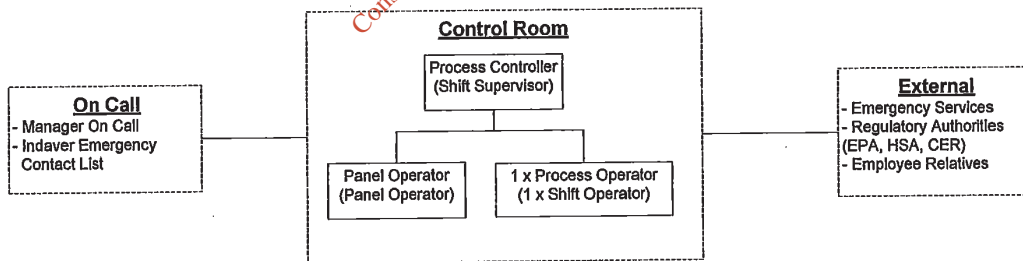 Control Room
Process Controller
(Shift Supervisor)
Panel Operator
(Panel Operator)
1 x Process Operator
(1 x Shift Operator)
On Call
- Manager On Call
- Indaver Emergency
Contact List
External
- Emergency Services
- Regulatory Authorities
(EPA, HSA, CER)
- Employee Relatives